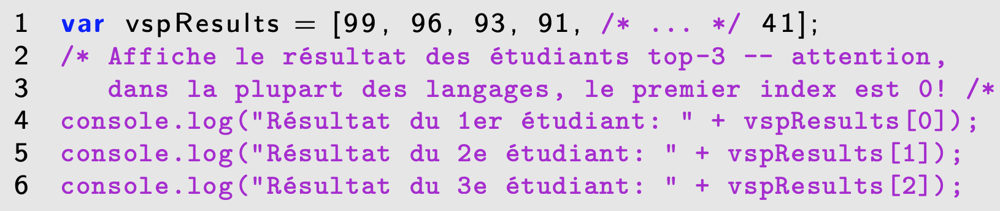 1 var vspResults = [99, 96, 93, 91, /* ... */ 41];
2 /* Affiche le résultat des étudiants top-3 -- attention,
3 dans la plupart des langages, le premier index est 0! /*
4 console.log("Résultat du 1er étudiant: " + vspResults[0]);
5 console.log("Résultat du 2e étudiant: " + vspResults[1]);
6 console.log("Résultat du 3e étudiant: " + vspResults[2]);